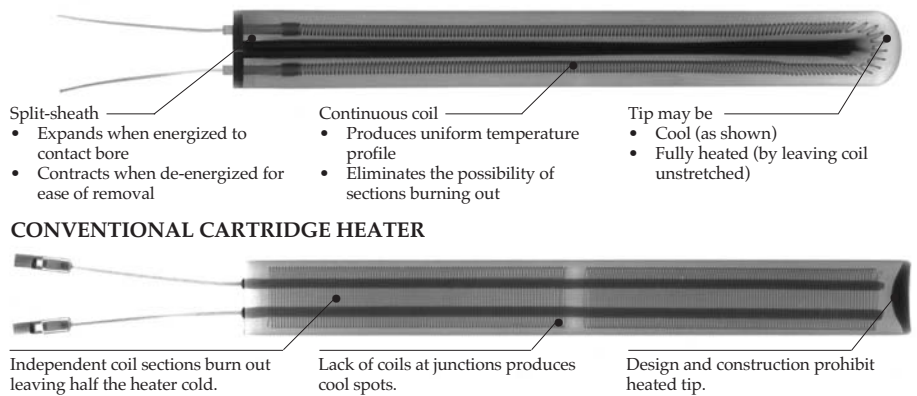 Split-sheath
• Expands when energized to
contact bore
• Contracts when de-energized for
ease of removal
Continuous coil
• Produces uniform temperature
profile
• Eliminates the possibility of
sections burning out
Tip may be
• Cool (as shown)
• Fully heated (by leaving coil
unstretched)
CONVENTIONAL CARTRIDGE HEATER
Independent coil sections burn out
leaving half the heater cold.
Lack of coils at junctions produces
cool spots.
Design and construction prohibit
heated tip.